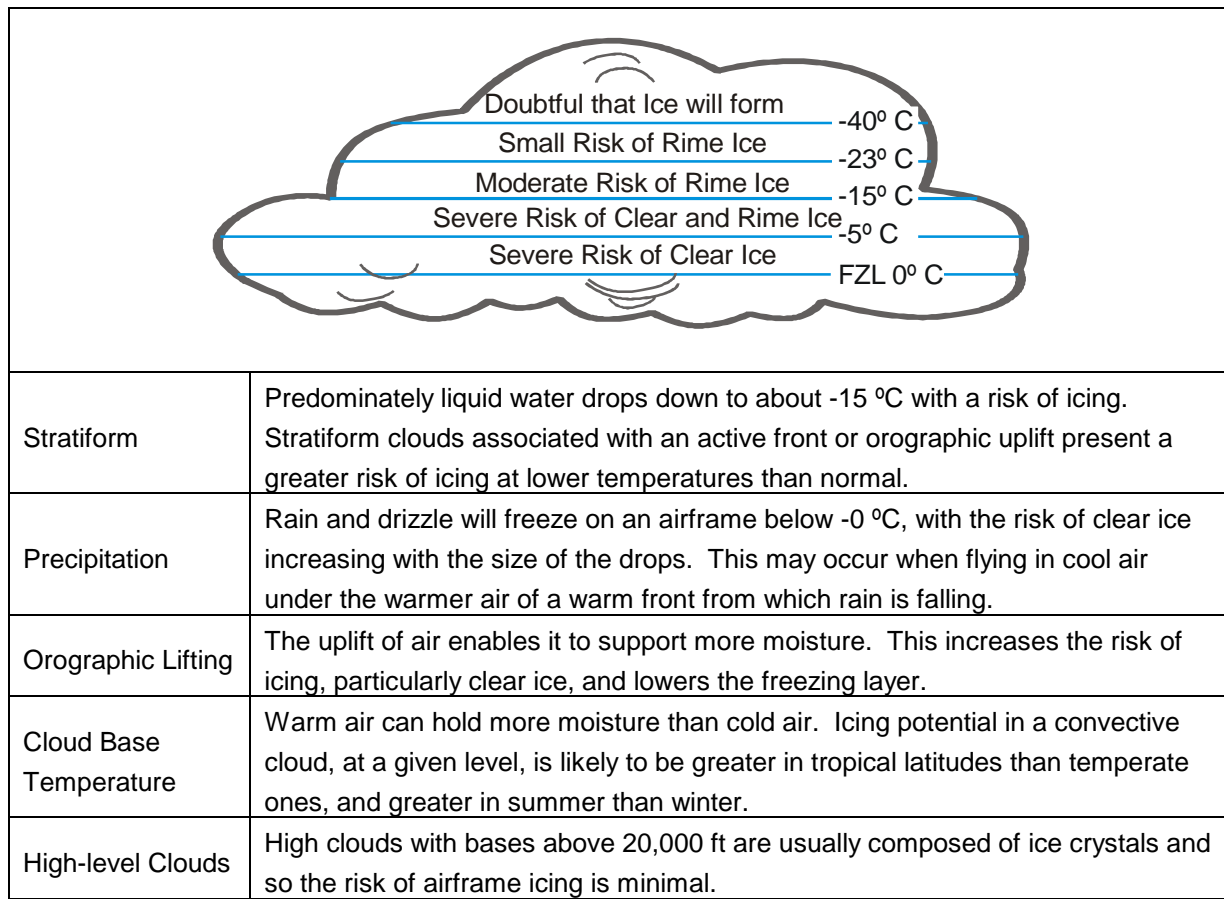 Doubtful that Ice will form
-40º C
Small Risk of Rime Ice
-23º C
Moderate Risk of Rime Ice
-15º C
Severe Risk of Clear and Rime Ice
-5º C
Severe Risk of Clear Ice
FZL 0º C
Stratiform
Predominately liquid water drops down to about -15 ºC with a risk of icing.
Stratiform clouds associated with an active front or orographic uplift present a
greater risk of icing at lower temperatures than normal.
Precipitation
Rain and drizzle will freeze on an airframe below -0 ºC, with the risk of clear ice
increasing with the size of the drops. This may occur when flying in cool air
under the warmer air of a warm front from which rain is falling.
Orographic Lifting
The uplift of air enables it to support more moisture. This increases the risk of
icing, particularly clear ice, and lowers the freezing layer.
Cloud Base
Temperature
Warm air can hold more moisture than cold air. Icing potential in a convective
cloud, at a given level, is likely to be greater in tropical latitudes than temperate
ones, and greater in summer than winter.
High-level Clouds
High clouds with bases above 20,000 ft are usually composed of ice crystals and
so the risk of airframe icing is minimal.